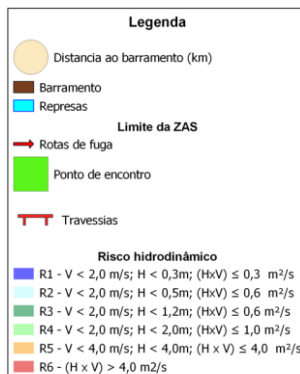 Legenda
Distancia ao barramento (km)
Barramento
Represas
Limite da ZAS
Rotas de fuga
Ponto de encontro
Travessias
Risco hidrodinâmico
R1 - V < 2,0 m/s; H < 0,3m; (HxV) ≤ 0,3 m²/s
R2 - V < 2,0 m/s; H < 0,5m; (HxV) ≤ 0,6 m²/s
R3 - V < 2,0 m/s; H < 1,2m; (HxV) ≤ 0,6 m²/s
R4 - V < 2,0 m/s; H < 2,0m; (HxV) ≤ 1,0 m²/s
R5 - V < 4,0 m/s; H < 4,0m; (H x V) ≤ 4,0 m²/s
R6 - (H x V) > 4,0 m2/s